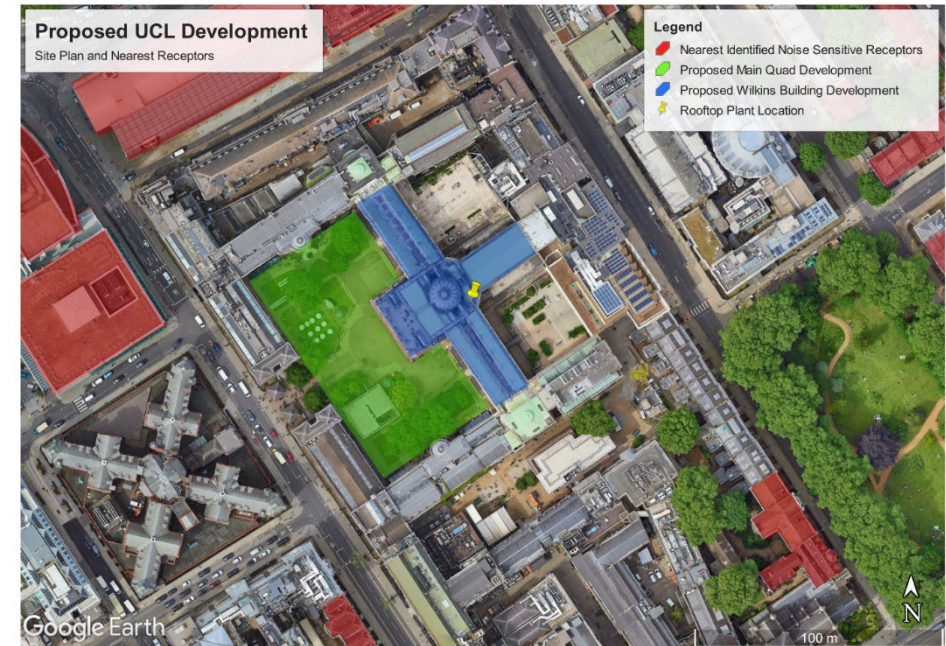 Proposed UCL Development
Site Plan and Nearest Receptors
Legend
Nearest Identified Noise Sensitive Receptors
Proposed Main Quad Development
Proposed Wilkins Building Development
Rooftop Plant Location
Google Earth
100 m
N